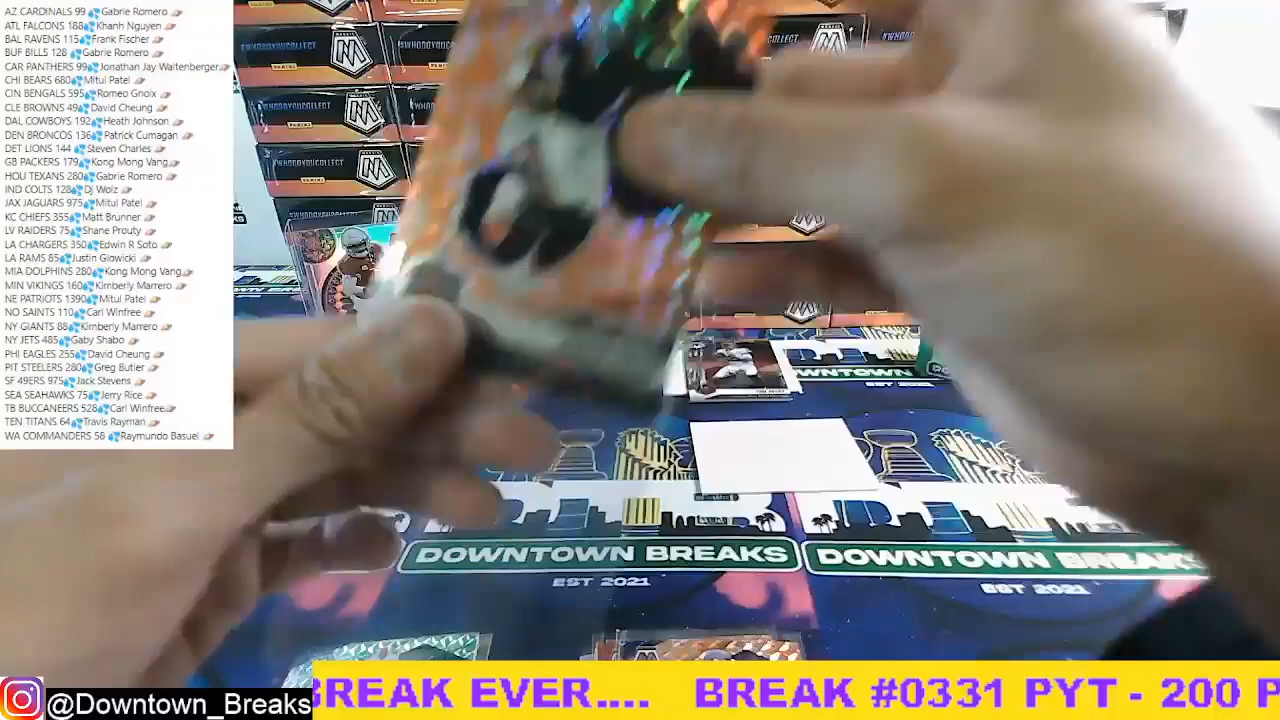 AZ CARDINALS 99 Gabrie Romero
ATL FALCONS 188 Khanh Nguyen
BAL RAVENS 115 Frank Fischer
BUF BILLS 128 Gabrie Romero
CAR PANTHERS 99 Jonathan Jay Waltenberger
CHI BEARS 680 Mitul Patel
CIN BENGALS 595 Romeo Gnoix
CLE BROWNS 49 David Cheung
DAL COWBOYS 192 Heath Johnson
DEN BRONCOS 136 Patrick Cumagan
DET LIONS 144 Steven Charles
GB PACKERS 179 Kong Mong Vang
HOU TEXANS 280 Gabrie Romero
IND COLTS 128 DJ Wolz
JAX JAGUARS 975 Mitul Patel
KC CHIEFS 355 Matt Brunner
LV RAIDERS 75 Shane Prouty
LA CHARGERS 350 Edwin R Soto
LA RAMS 85 Justin Glowicki
MIA DOLPHINS 280 Kong Mong Vang
MIN VIKINGS 160 Kimberly Marrero
NE PATRIOTS 1390 Mitul Patel
NO SAINTS 110 Carl Winfree
NY GIANTS 88 Kimberly Marrero
NY JETS 485 Gaby Shabo
PHI EAGLES 255 David Cheung
PIT STEELERS 280 Greg Butler
SF 49ERS 975 Jack Stevens
SEA SEAHAWKS 75 Jerry Rice
TB BUCCANEERS 528 Carl Winfree
TEN TITANS 64 Travis Rayman
WA COMMANDERS 58 Raymundo Basuel
#WHODOYOUCOLLECT
PANINI
#WHODOYOUCOLLECT
PANINI
#WHODOYOUCOLLECT
PANINI
EST 2021
DOWNTOWN BREAKS
EST 2021
DOWNTOWN BREAKS
EST 2021
@Downtown_Breaks
BREAK EVER.... BREAK #0331 PYT - 200 P